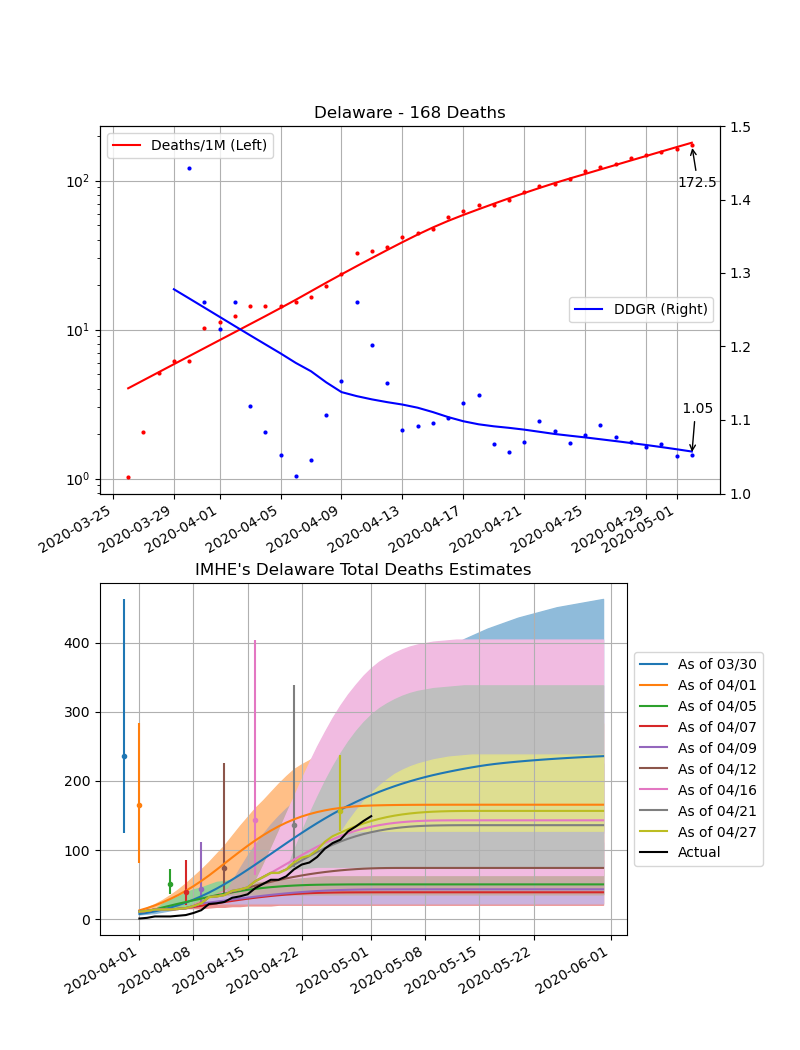 Delaware - 168 Deaths
Deaths/1M (Left)
DDGR (Right)
172.5
1.05
10²
10¹
10⁰
1.5
1.4
1.3
1.2
1.1
1.0
2020-03-25
2020-03-29
2020-04-01
2020-04-05
2020-04-09
2020-04-13
2020-04-17
2020-04-21
2020-04-25
2020-04-29
2020-05-01
IMHE's Delaware Total Deaths Estimates
400
300
200
100
0
2020-04-01
2020-04-08
2020-04-15
2020-04-22
2020-05-01
2020-05-08
2020-05-15
2020-05-22
2020-06-01
As of 03/30
As of 04/01
As of 04/05
As of 04/07
As of 04/09
As of 04/12
As of 04/16
As of 04/21
As of 04/27
Actual